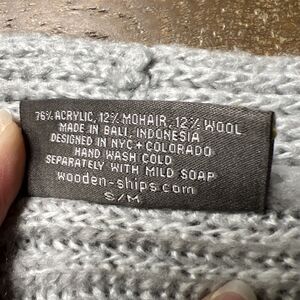 76% ACRYLIC, 12% MOHAIR, 12% WOOL
MADE IN BALI, INDONESIA
DESIGNED IN NYC + COLORADO
HAND WASH COLD
SEPARATELY WITH MILD SOAP
wooden-ships.com
S/M